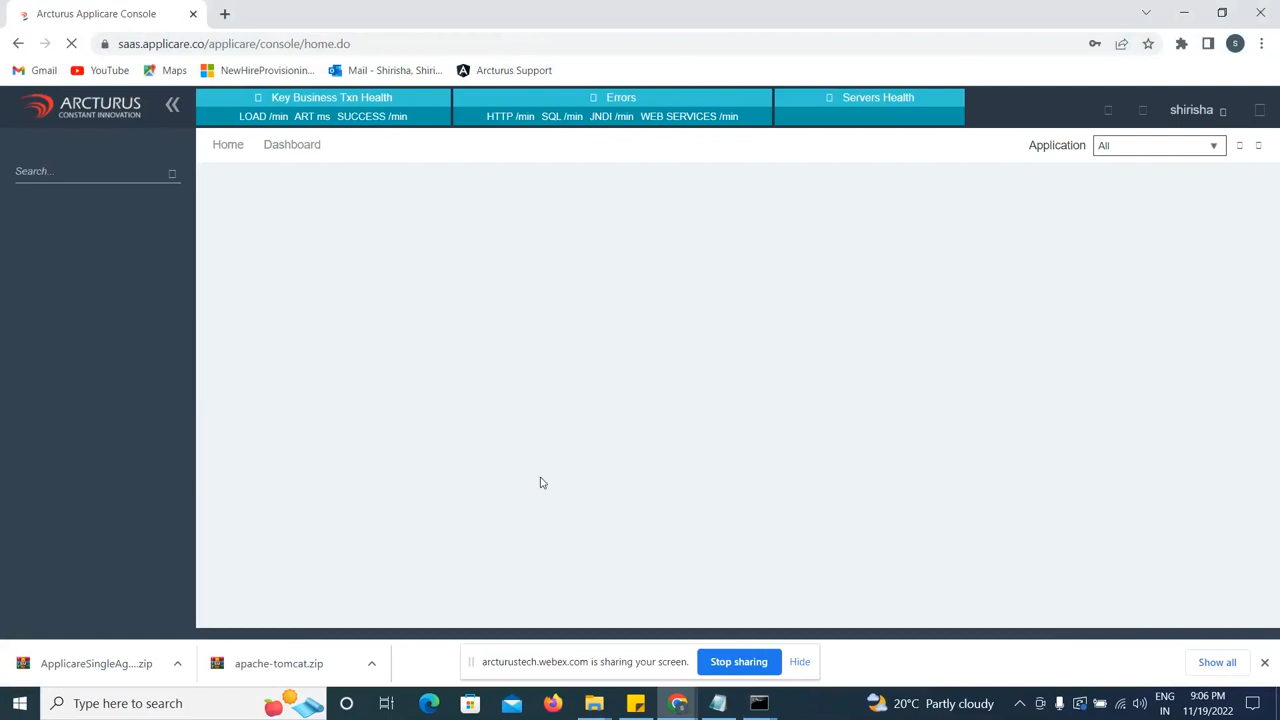 Arcturus Applicare Console
saas.applicare.co/applicare/console/home.do
S
Gmail
YouTube
Maps
NewHireProvisionin...
Mail - Shirisha, Shiri...
Arcturus Support
ARCTURUS
CONSTANT INNOVATION
Key Business Txn Health
Errors
Servers Health
LOAD /min ART ms SUCCESS /min
HTTP /min SQL /min JNDI /min WEB SERVICES /min
shirisha
Home
Dashboard
Application
All
Search...
ApplicareSingleAg....zip
apache-tomcat.zip
arcturustech.webex.com is sharing your screen.
Stop sharing
Hide
Show all
Type here to search
20°C Partly cloudy
ENG
IN
9:06 PM
11/19/2022